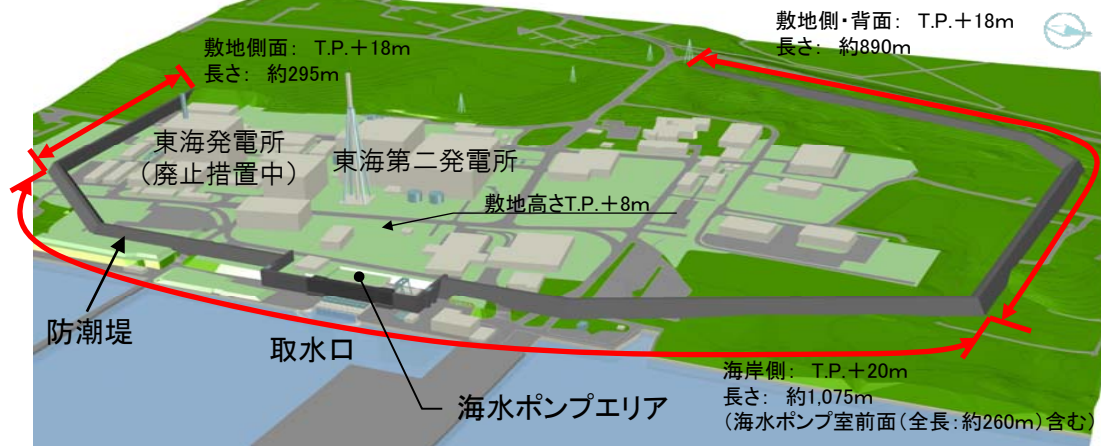 敷地側・背面： T.P.＋18m
長さ： 約890m
敷地側面： T.P.＋18m
長さ： 約295m
東海発電所
（廃止措置中）
東海第二発電所
敷地高さT.P.＋8m
防潮堤
取水口
海水ポンプエリア
海岸側： T.P.＋20m
長さ： 約1,075m
（海水ポンプ室前面（全長：約260m）含む）